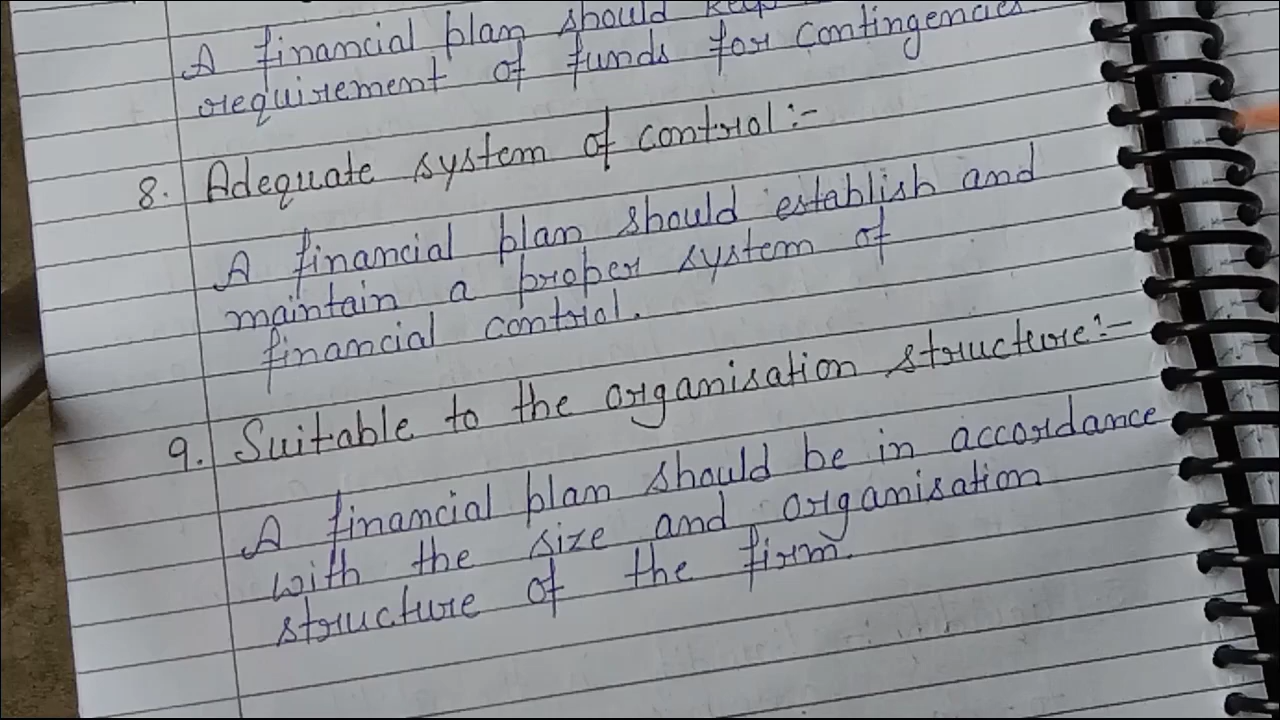 A financial plan should keep
requirement of funds for contingencies
8. Adequate system of control:-
A financial plan should establish and
maintain a proper system of
financial control.
9. Suitable to the organisation structure:-
A financial plan should be in accordance
with the size and organisation
structure of the firm.